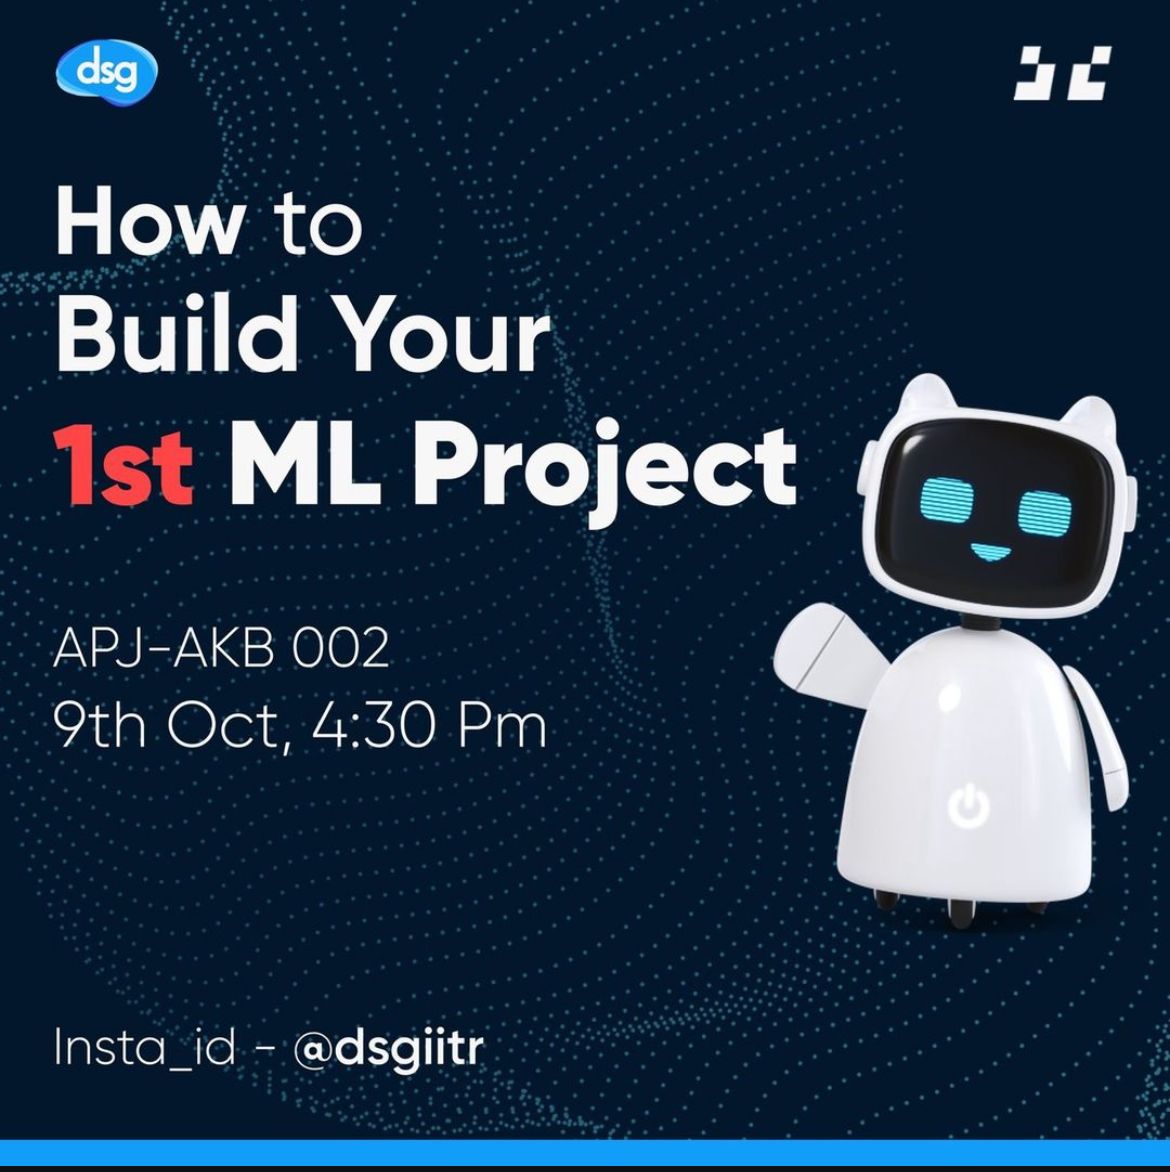 dsg
How to
Build Your
1st ML Project
APJ-AKB 002
9th Oct, 4:30 Pm
Insta_id - @dsgiitr